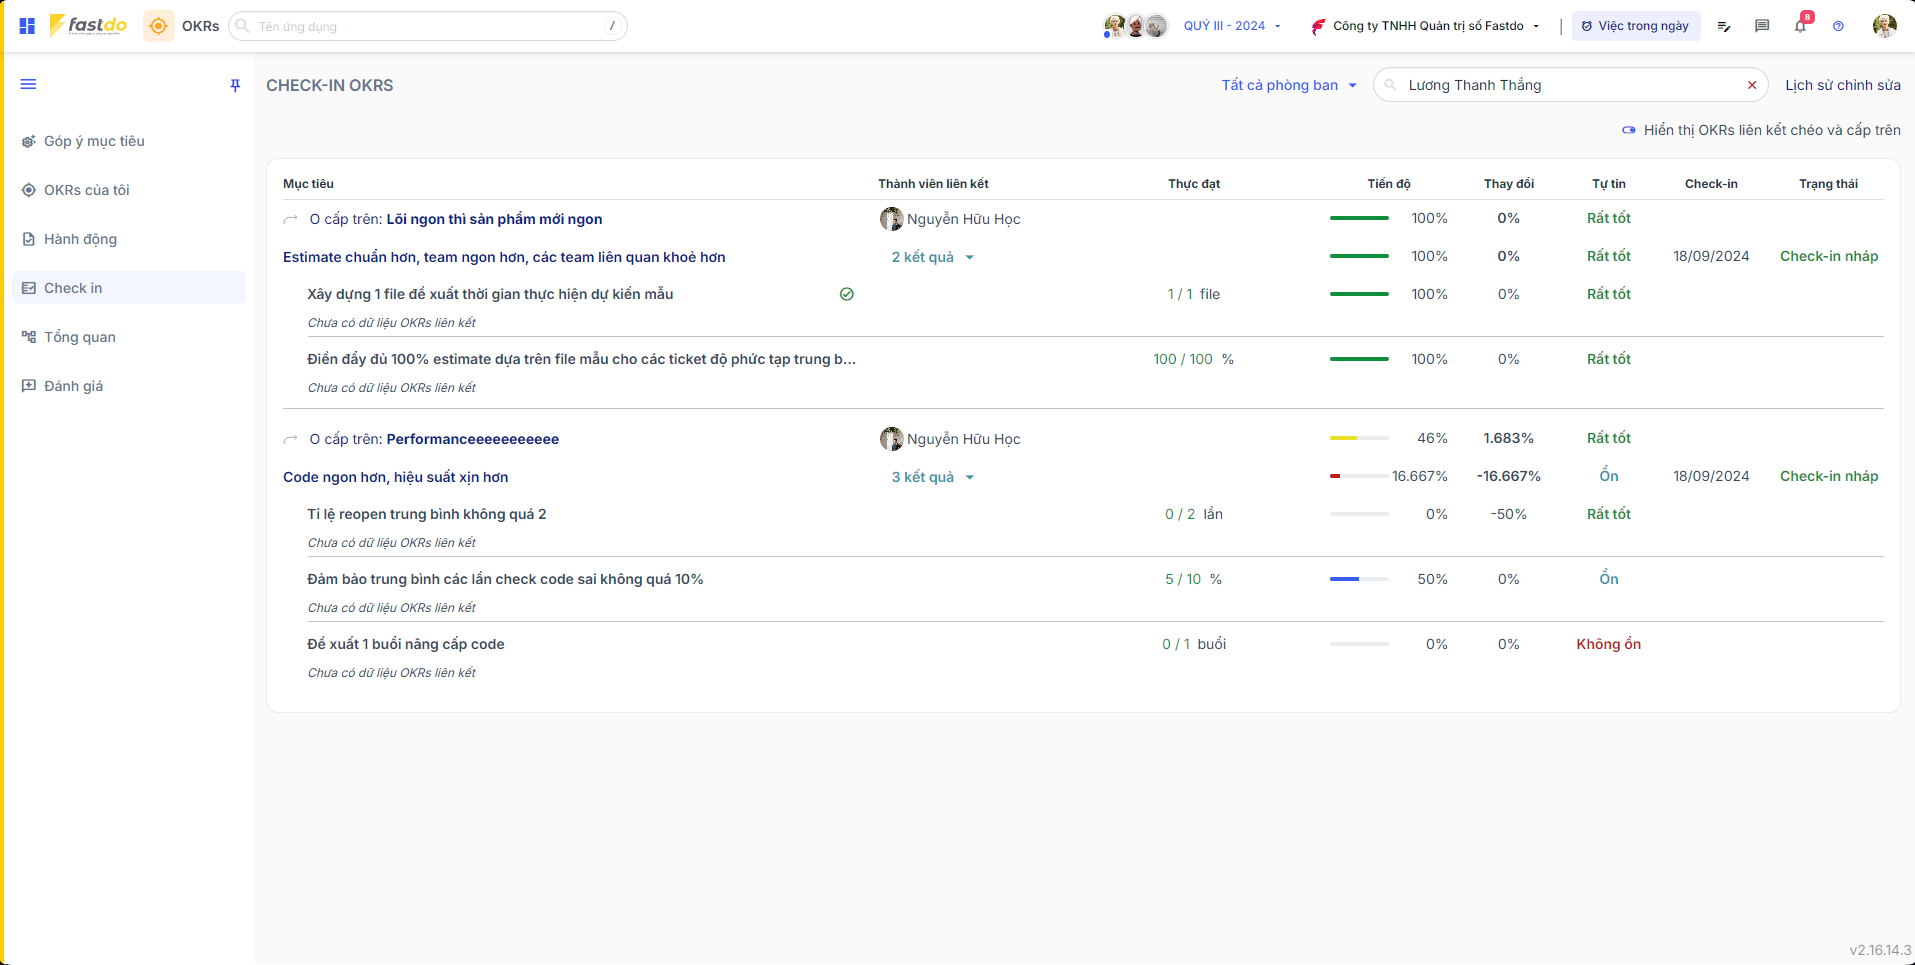 fastdo
OKRs
Tên ứng dụng
/
QUÝ III - 2024
Công ty TNHH Quản trị số Fastdo
Việc trong ngày
8
CHECK-IN OKRS
Tất cả phòng ban
Lương Thanh Thắng
Lịch sử chỉnh sửa
Hiển thị OKRs liên kết chéo và cấp trên
Góp ý mục tiêu
OKRs của tôi
Hành động
Check in
Tổng quan
Đánh giá
Mục tiêu Thành viên liên kết Thực đạt Tiến độ Thay đổi Tự tin Check-in Trạng thái
O cấp trên: Lõi ngon thì sản phẩm mới ngon Nguyễn Hữu Học 100% 0% Rất tốt
Estimate chuẩn hơn, team ngon hơn, các team liên quan khoẻ hơn 2 kết quả 100% 0% Rất tốt 18/09/2024 Check-in nháp
Xây dựng 1 file đề xuất thời gian thực hiện dự kiến mẫu 1 / 1 file 100% 0% Rất tốt
Chưa có dữ liệu OKRs liên kết
Điền đầy đủ 100% estimate dựa trên file mẫu cho các ticket độ phức tạp trung b... 100 / 100 % 100% 0% Rất tốt
Chưa có dữ liệu OKRs liên kết
O cấp trên: Performanceeeeeeeeeee Nguyễn Hữu Học 46% 1.683% Rất tốt
Code ngon hơn, hiệu suất xịn hơn 3 kết quả 16.667% -16.667% Ổn 18/09/2024 Check-in nháp
Tỉ lệ reopen trung bình không quá 2 0 / 2 lần 0% -50% Rất tốt
Chưa có dữ liệu OKRs liên kết
Đảm bảo trung bình các lần check code sai không quá 10% 5 / 10 % 50% 0% Ổn
Chưa có dữ liệu OKRs liên kết
Đề xuất 1 buổi nâng cấp code 0 / 1 buổi 0% 0% Không ổn
Chưa có dữ liệu OKRs liên kết
v2.16.14.3